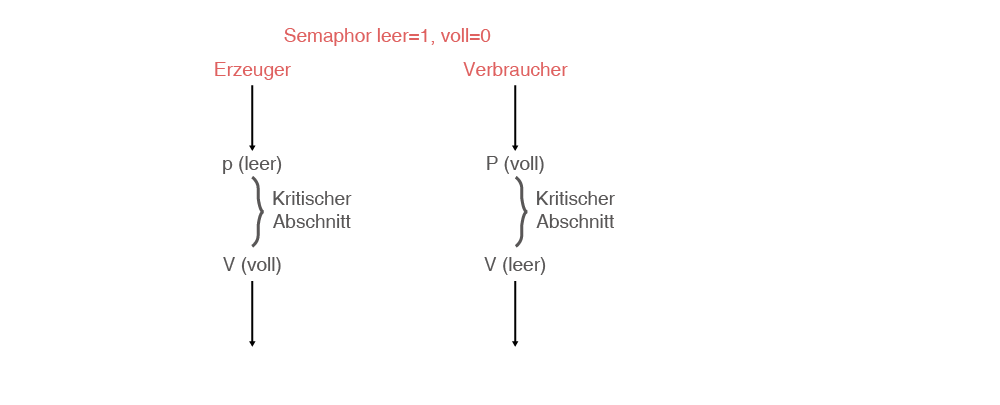 Semaphor leer=1, voll=0
Erzeuger
Verbraucher
p (leer)
P (voll)
Kritischer
Abschnitt
Kritischer
Abschnitt
V (voll)
V (leer)